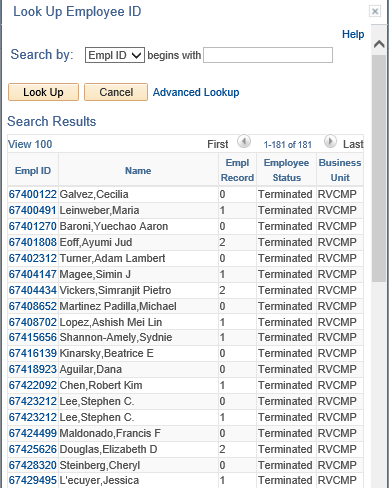 Look Up Employee ID
Help
Search by: Empl ID begins with
Look Up Cancel Advanced Lookup
Search Results
View 100 First 1-181 of 181 Last
Empl ID Name Empl Record Employee Status Business Unit
67400122 Galvez,Cecilia 0 Terminated RVCMP
67400491 Leinweber,Maria 1 Terminated RVCMP
67401270 Baroni,Yuechao Aaron 0 Terminated RVCMP
67401808 Eoff,Ayumi Jud 2 Terminated RVCMP
67402312 Turner,Adam Lambert 0 Terminated RVCMP
67404147 Magee,Simin J 1 Terminated RVCMP
67404434 Vickers,Simranjit Pietro 2 Terminated RVCMP
67408652 Martinez Padilla,Michael 0 Terminated RVCMP
67408702 Lopez,Ashish Mei Lin 1 Terminated RVCMP
67415656 Shannon-Amely,Sydnie 1 Terminated RVCMP
67416139 Kinarsky,Beatrice E 0 Terminated RVCMP
67418923 Aguilar,Dana 0 Terminated RVCMP
67422092 Chen,Robert Kim 1 Terminated RVCMP
67423212 Lee,Stephen C. 0 Terminated RVCMP
67423212 Lee,Stephen C. 1 Terminated RVCMP
67424499 Maldonado,Francis F 0 Terminated RVCMP
67425626 Douglas,Elizabeth D 2 Terminated RVCMP
67428320 Steinberg,Cheryl 0 Terminated RVCMP
67429495 L'ecuyer,Jessica 1 Terminated RVCMP